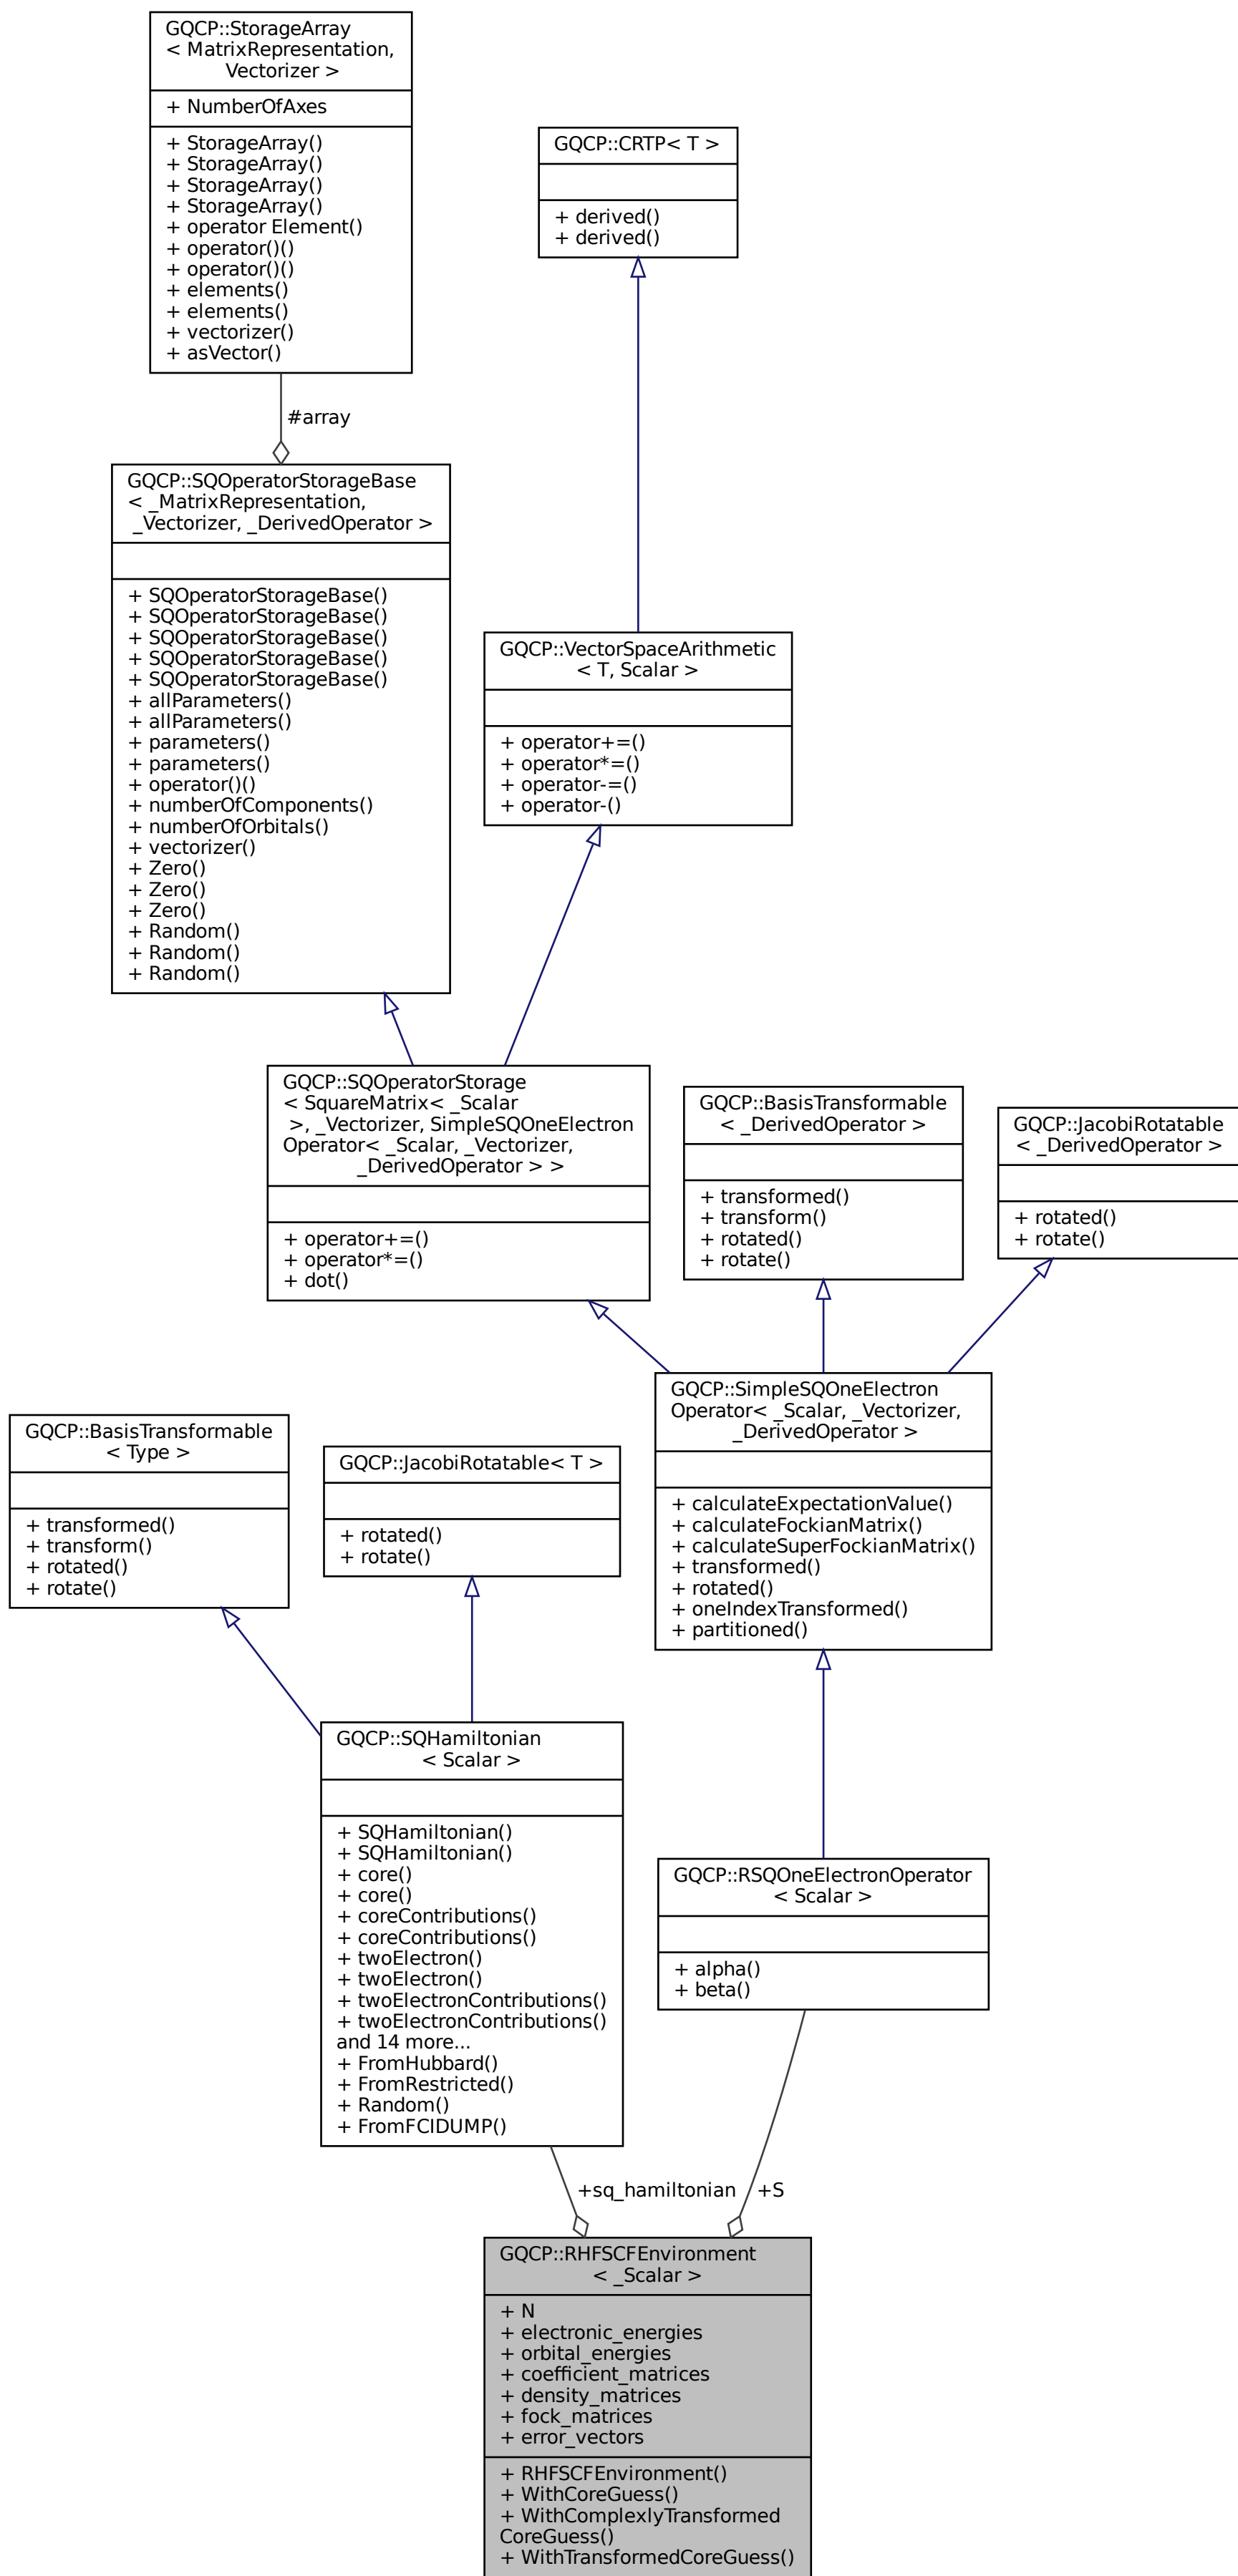 GQCP::StorageArray
< MatrixRepresentation,
Vectorizer >
+ NumberOfAxes
+ StorageArray()
+ StorageArray()
+ StorageArray()
+ StorageArray()
+ operator Element()
+ operator()()
+ operator()()
+ elements()
+ elements()
+ vectorizer()
+ asVector()
GQCP::CRTP< T >
+ derived()
+ derived()
#array
GQCP::SQOperatorStorageBase
< _MatrixRepresentation,
_Vectorizer, _DerivedOperator >
+ SQOperatorStorageBase()
+ SQOperatorStorageBase()
+ SQOperatorStorageBase()
+ SQOperatorStorageBase()
+ SQOperatorStorageBase()
+ allParameters()
+ allParameters()
+ parameters()
+ parameters()
+ operator()()
+ numberOfComponents()
+ numberOfOrbitals()
+ vectorizer()
+ Zero()
+ Zero()
+ Zero()
+ Random()
+ Random()
+ Random()
GQCP::VectorSpaceArithmetic
< T, Scalar >
+ operator+=()
+ operator*=()
+ operator-=()
+ operator-()
GQCP::SQOperatorStorage
< SquareMatrix< _Scalar
>, _Vectorizer, SimpleSQOneElectron
Operator< _Scalar, _Vectorizer,
_DerivedOperator > >
+ operator+=()
+ operator*=()
+ dot()
GQCP::BasisTransformable
< _DerivedOperator >
+ transformed()
+ transform()
+ rotated()
+ rotate()
GQCP::JacobiRotatable
< _DerivedOperator >
+ rotated()
+ rotate()
GQCP::SimpleSQOneElectron
Operator< _Scalar, _Vectorizer,
_DerivedOperator >
+ calculateExpectationValue()
+ calculateFockianMatrix()
+ calculateSuperFockianMatrix()
+ transformed()
+ rotated()
+ oneIndexTransformed()
+ partitioned()
GQCP::BasisTransformable
< Type >
+ transformed()
+ transform()
+ rotated()
+ rotate()
GQCP::JacobiRotatable< T >
+ rotated()
+ rotate()
GQCP::SQHamiltonian
< Scalar >
+ SQHamiltonian()
+ SQHamiltonian()
+ core()
+ core()
+ coreContributions()
+ coreContributions()
+ twoElectron()
+ twoElectron()
+ twoElectronContributions()
+ twoElectronContributions()
and 14 more...
+ FromHubbard()
+ FromRestricted()
+ Random()
+ FromFCIDUMP()
GQCP::RSQOneElectronOperator
< Scalar >
+ alpha()
+ beta()
+sq_hamiltonian
+S
GQCP::RHFSCFEnvironment
< _Scalar >
+ N
+ electronic_energies
+ orbital_energies
+ coefficient_matrices
+ density_matrices
+ fock_matrices
+ error_vectors
+ RHFSCFEnvironment()
+ WithCoreGuess()
+ WithComplexlyTransformed
CoreGuess()
+ WithTransformedCoreGuess()